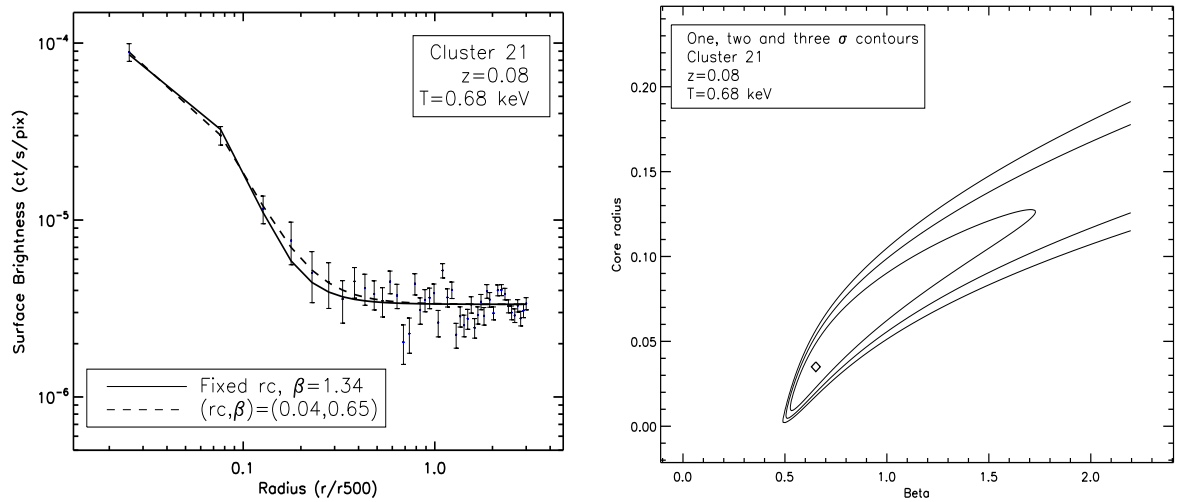 10⁻⁴
10⁻⁵
10⁻⁶
Surface Brightness (ct/s/pix)
Cluster 21
z=0.08
T=0.68 keV
Fixed rc, β=1.34
(rc,β)=(0.04,0.65)
0.1
1.0
Radius (r/r500)
One, two and three σ contours
Cluster 21
z=0.08
T=0.68 keV
0.20
0.15
0.10
0.05
0.00
Core radius
0.0
0.5
1.0
1.5
2.0
Beta